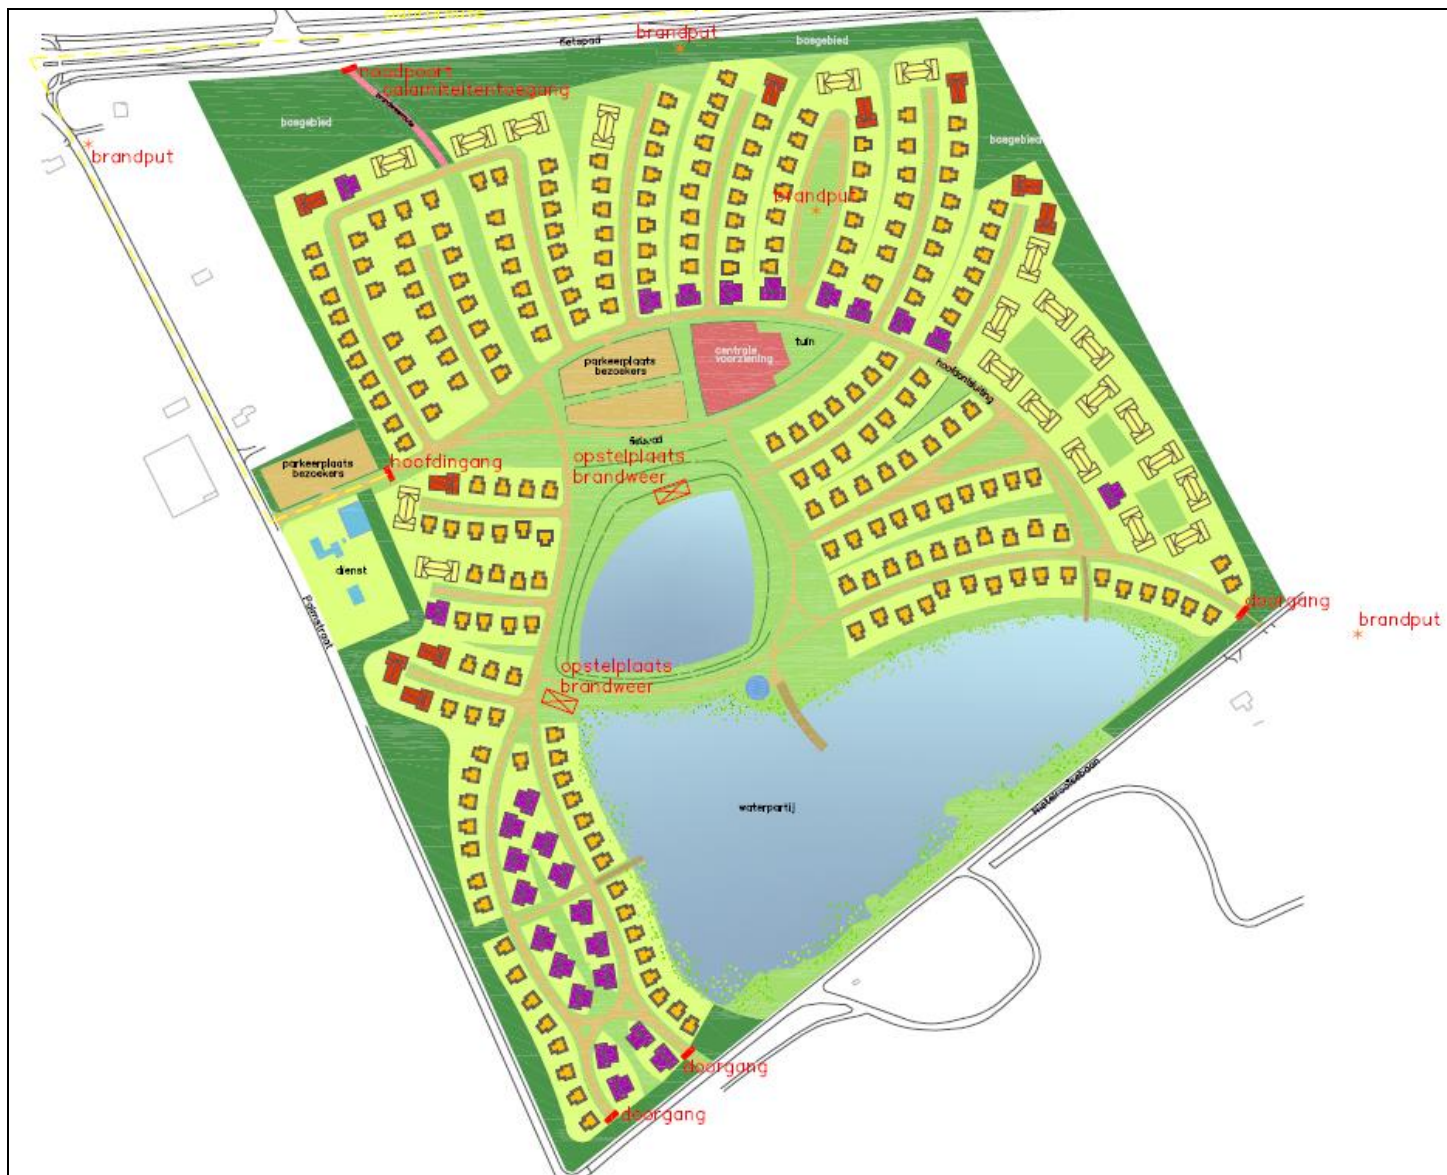 fietspad
brandput
bosgebied
noodpoort
calamiteitentoegang
bosgebied
bosgebied
brandput
brandput
parkeerplaats
bezoekers
centrale
voorziening
tuin
hoofdontsluiting
fietspad
parkeerplaats
bezoekers
hoofdingang
opstelplaats
brandweer
dienst
Palmstraat
doorgang
brandput
opstelplaats
brandweer
waterpartij
doorgang
doorgang